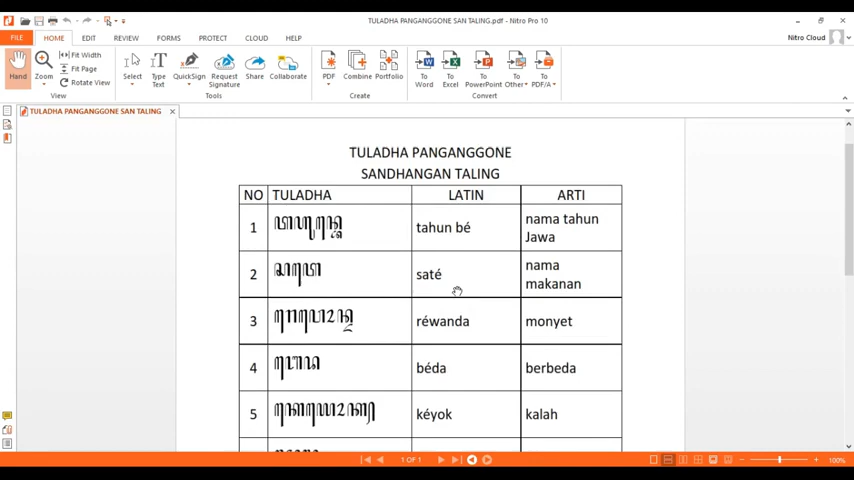 TULADHA PANGANGGONE SAN TALING.pdf - Nitro Pro 10
FILE HOME EDIT REVIEW FORMS PROTECT CLOUD HELP Nitro Cloud
Hand Zoom Fit Width Fit Page Rotate View Select Type Text QuickSign Request Signature Share Collaborate PDF Combine Portfolio To Word To Excel To PowerPoint To Other To PDF/A
View Tools Create Convert
TULADHA PANGANGGONE SAN TALING
TULADHA PANGANGGONE
SANDHANGAN TALING
NO TULADHA LATIN ARTI
1 ꦠꦲꦸꦤ꧀ꦧꦺ tahun bé nama tahun Jawa
2 ꦱꦠꦺ saté nama makanan
3 ꦫꦺꦮꦺꦴꦤ꧀ꦢ réwanda monyet
4 ꦧꦺꦢ béda berbeda
5 ꦏꦺꦪꦺꦴꦏ꧀ kéyok kalah
1 OF 1 100%